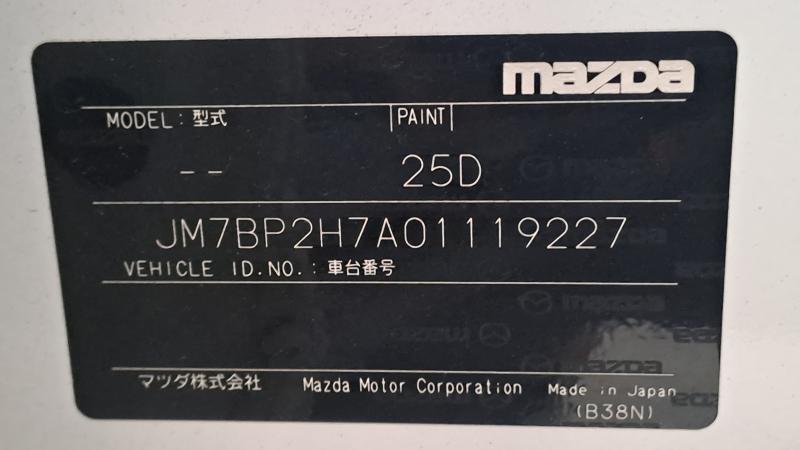 mazda
MODEL: 型式 PAINT
-- 25D
JM7BP2H7A01119227
VEHICLE ID.NO.: 車台番号
マツダ株式会社 Mazda Motor Corporation Made in Japan
(B38N)